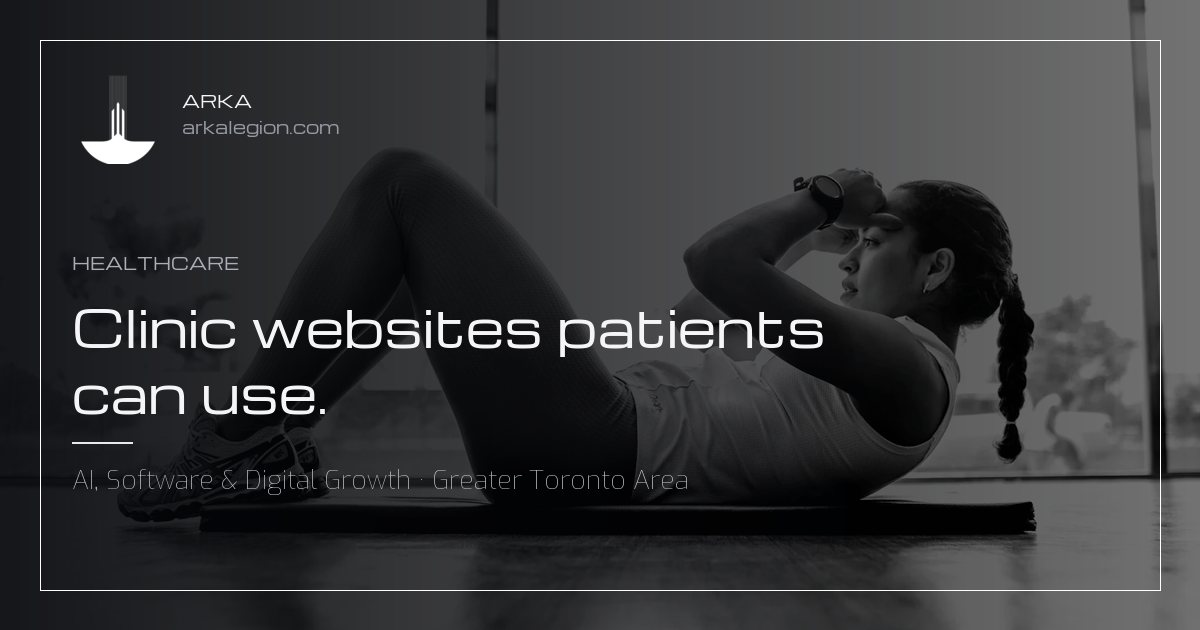 ARKA
arkalegion.com
HEALTHCARE
Clinic websites patients
can use.
AI, Software & Digital Growth · Greater Toronto Area